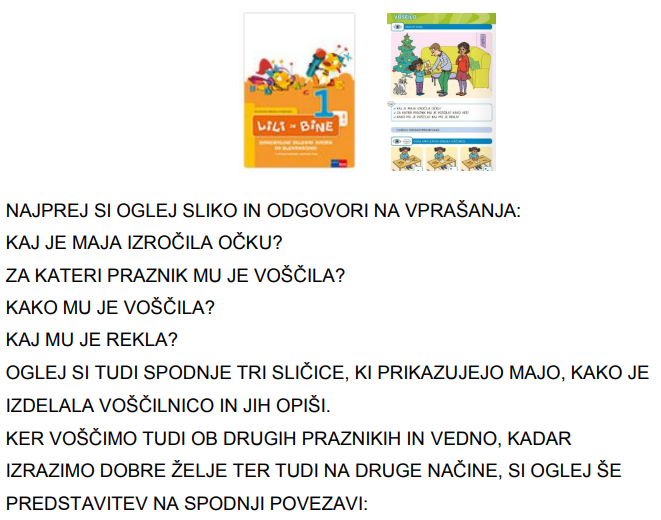 VOŠČILO
1
LILI IN BINE
NAJPREJ SI OGLEJ SLIKO IN ODGOVORI NA VPRAŠANJA:
KAJ JE MAJA IZROČILA OČKU?
ZA KATERI PRAZNIK MU JE VOŠČILA?
KAKO MU JE VOŠČILA?
KAJ MU JE REKLA?
OGLEJ SI TUDI SPODNJE TRI SLIČICE, KI PRIKAZUJEJO MAJO, KAKO JE
IZDELALA VOŠČILNICO IN JIH OPIŠI.
KER VOŠČIMO TUDI OB DRUGIH PRAZNIKIH IN VEDNO, KADAR
IZRAZIMO DOBRE ŽELJE TER TUDI NA DRUGE NAČINE, SI OGLEJ ŠE
PREDSTAVITEV NA SPODNJI POVEZAVI: